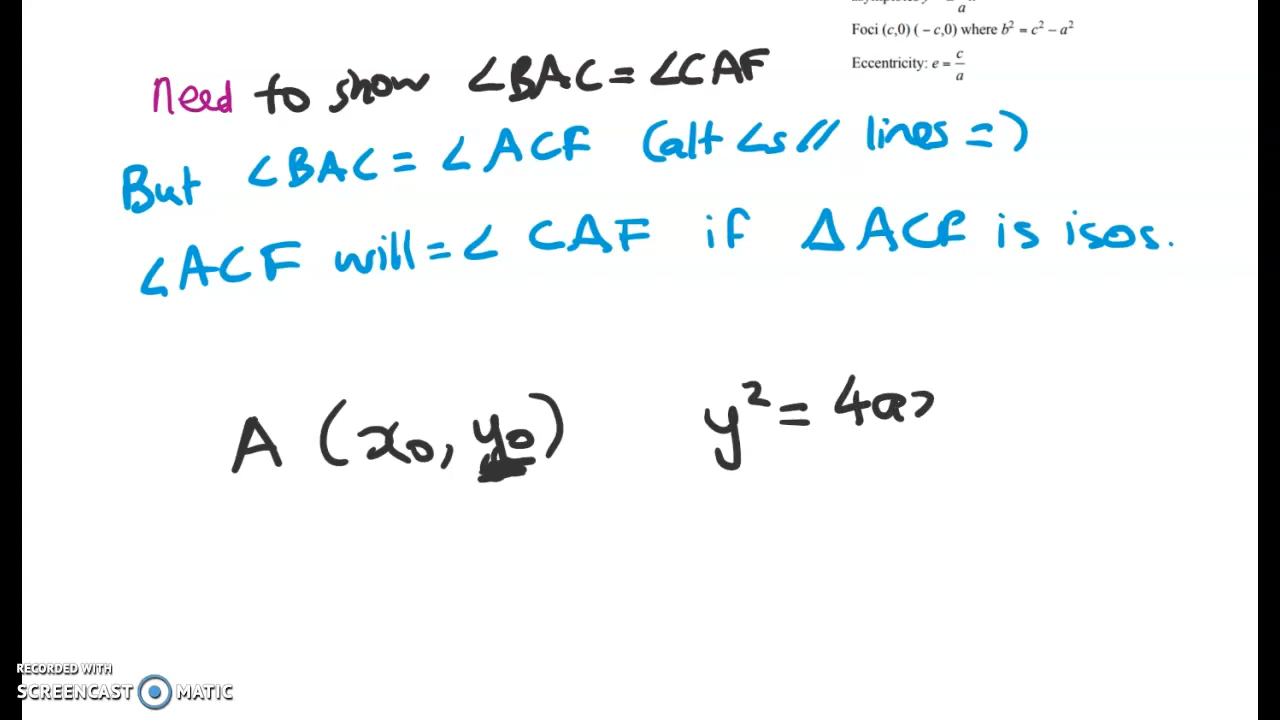 a
Foci (c,0) (−c,0) where b² = c² − a²
Eccentricity: e = c/a
need to show ∠BAC = ∠CAF
But ∠BAC = ∠ACF (alt ∠s // lines =)
∠ACF will = ∠CAF if ΔACF is isos.
A (x₀, y₀) y² = 4a
RECORDED WITH
SCREENCAST MATIC